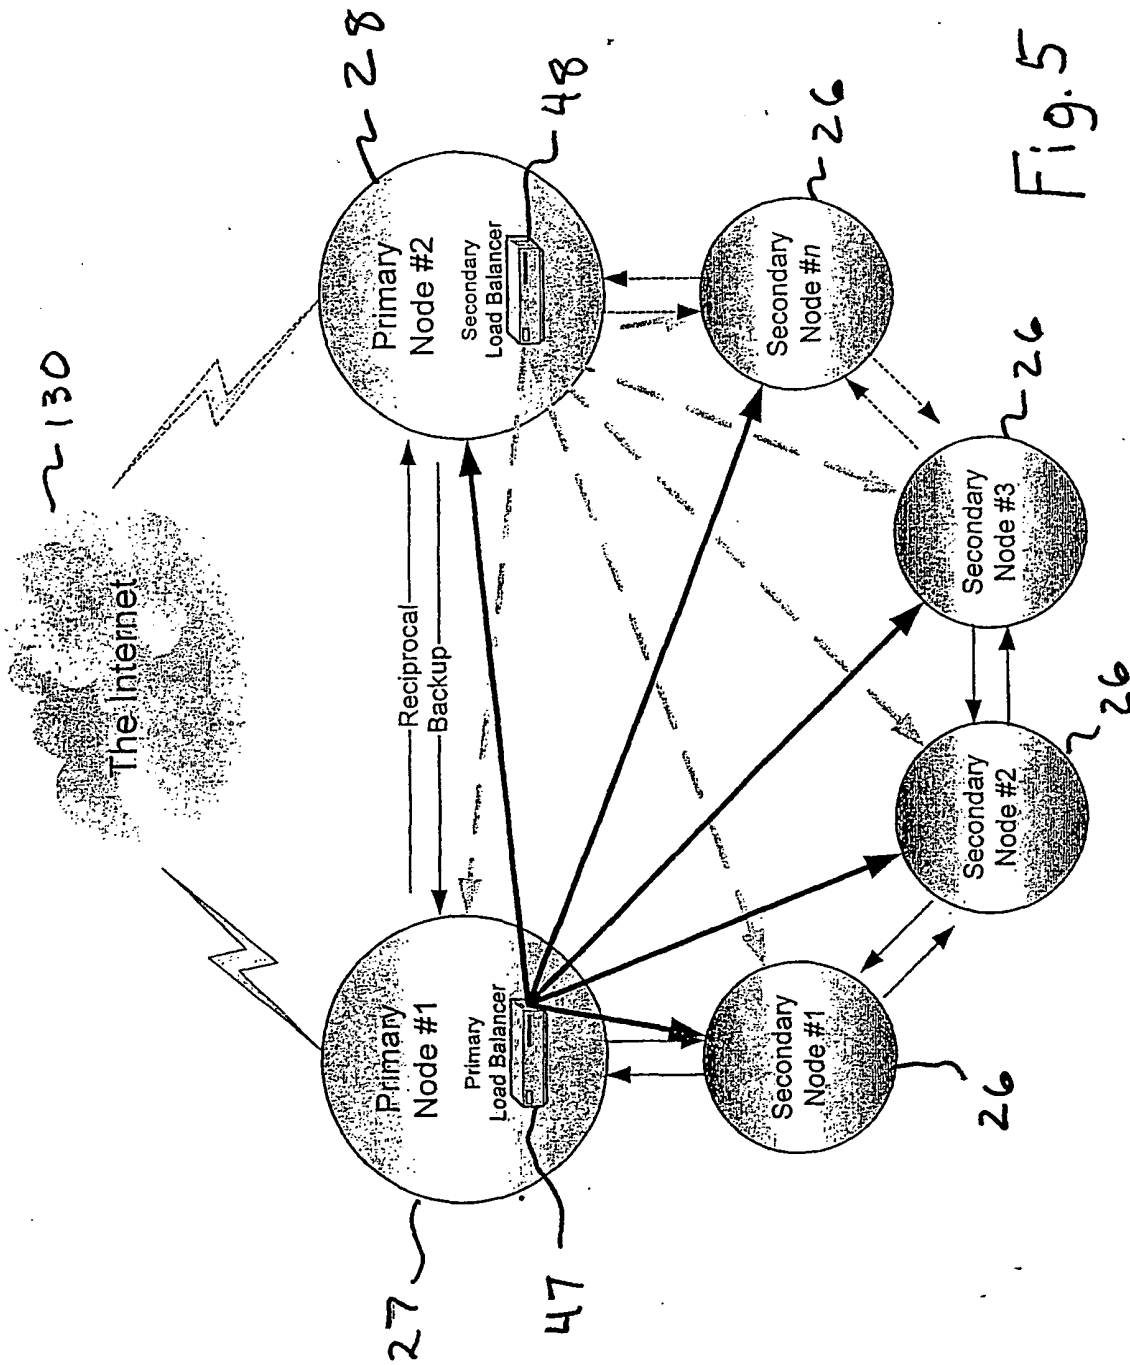 130
The Internet
27
28
Primary
Node #1
Primary
Load Balancer
47
Reciprocal
Backup
Primary
Node #2
Secondary
Load Balancer
48
Secondary
Node #1
26
Secondary
Node #2
26
Secondary
Node #3
26
Secondary
Node #n
26
Fig. 5